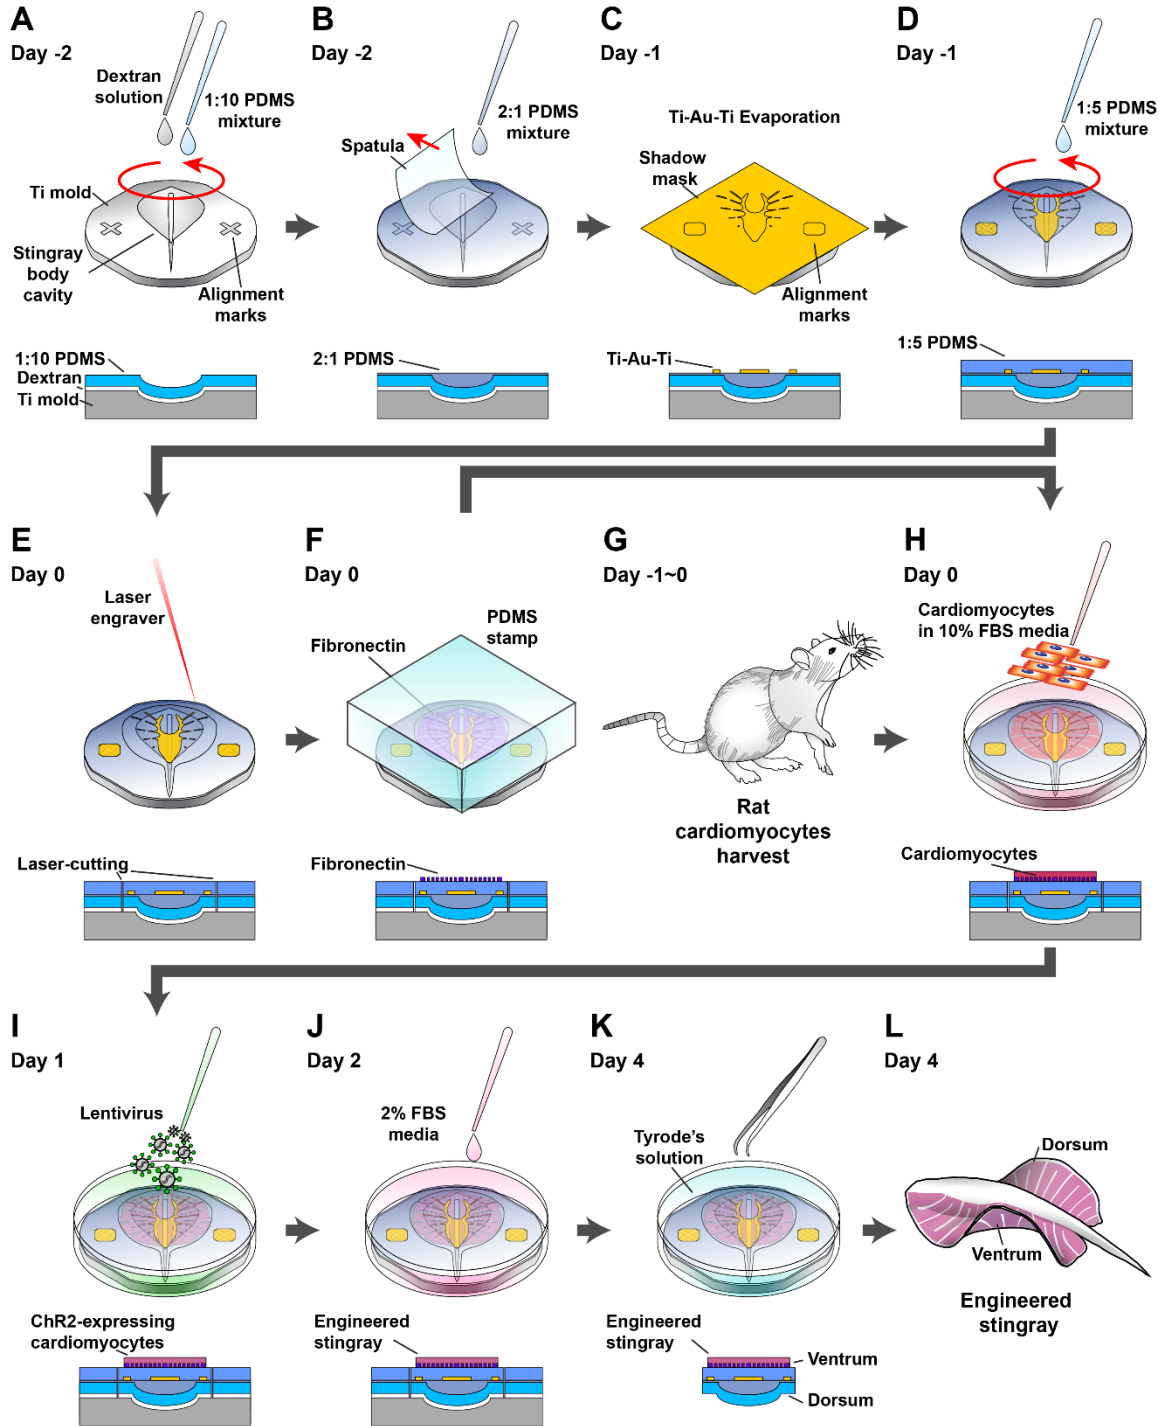 A
Day -2
Dextran
solution
1:10 PDMS
mixture
Ti mold
Stingray
body
cavity
Alignment
marks
1:10 PDMS
Dextran
Ti mold
B
Day -2
2:1 PDMS
mixture
Spatula
2:1 PDMS
C
Day -1
Ti-Au-Ti Evaporation
Shadow
mask
Alignment
marks
Ti-Au-Ti
D
Day -1
1:5 PDMS
mixture
1:5 PDMS
E
Day 0
Laser
engraver
Laser-cutting
F
Day 0
PDMS
stamp
Fibronectin
Fibronectin
G
Day -1~0
Rat
cardiomyocytes
harvest
H
Day 0
Cardiomyocytes
in 10% FBS media
Cardiomyocytes
I
Day 1
Lentivirus
ChR2-expressing
cardiomyocytes
J
Day 2
2% FBS
media
Engineered
stingray
K
Day 4
Tyrode's
solution
Engineered
stingray
Ventrum
Dorsum
L
Day 4
Dorsum
Ventrum
Engineered
stingray